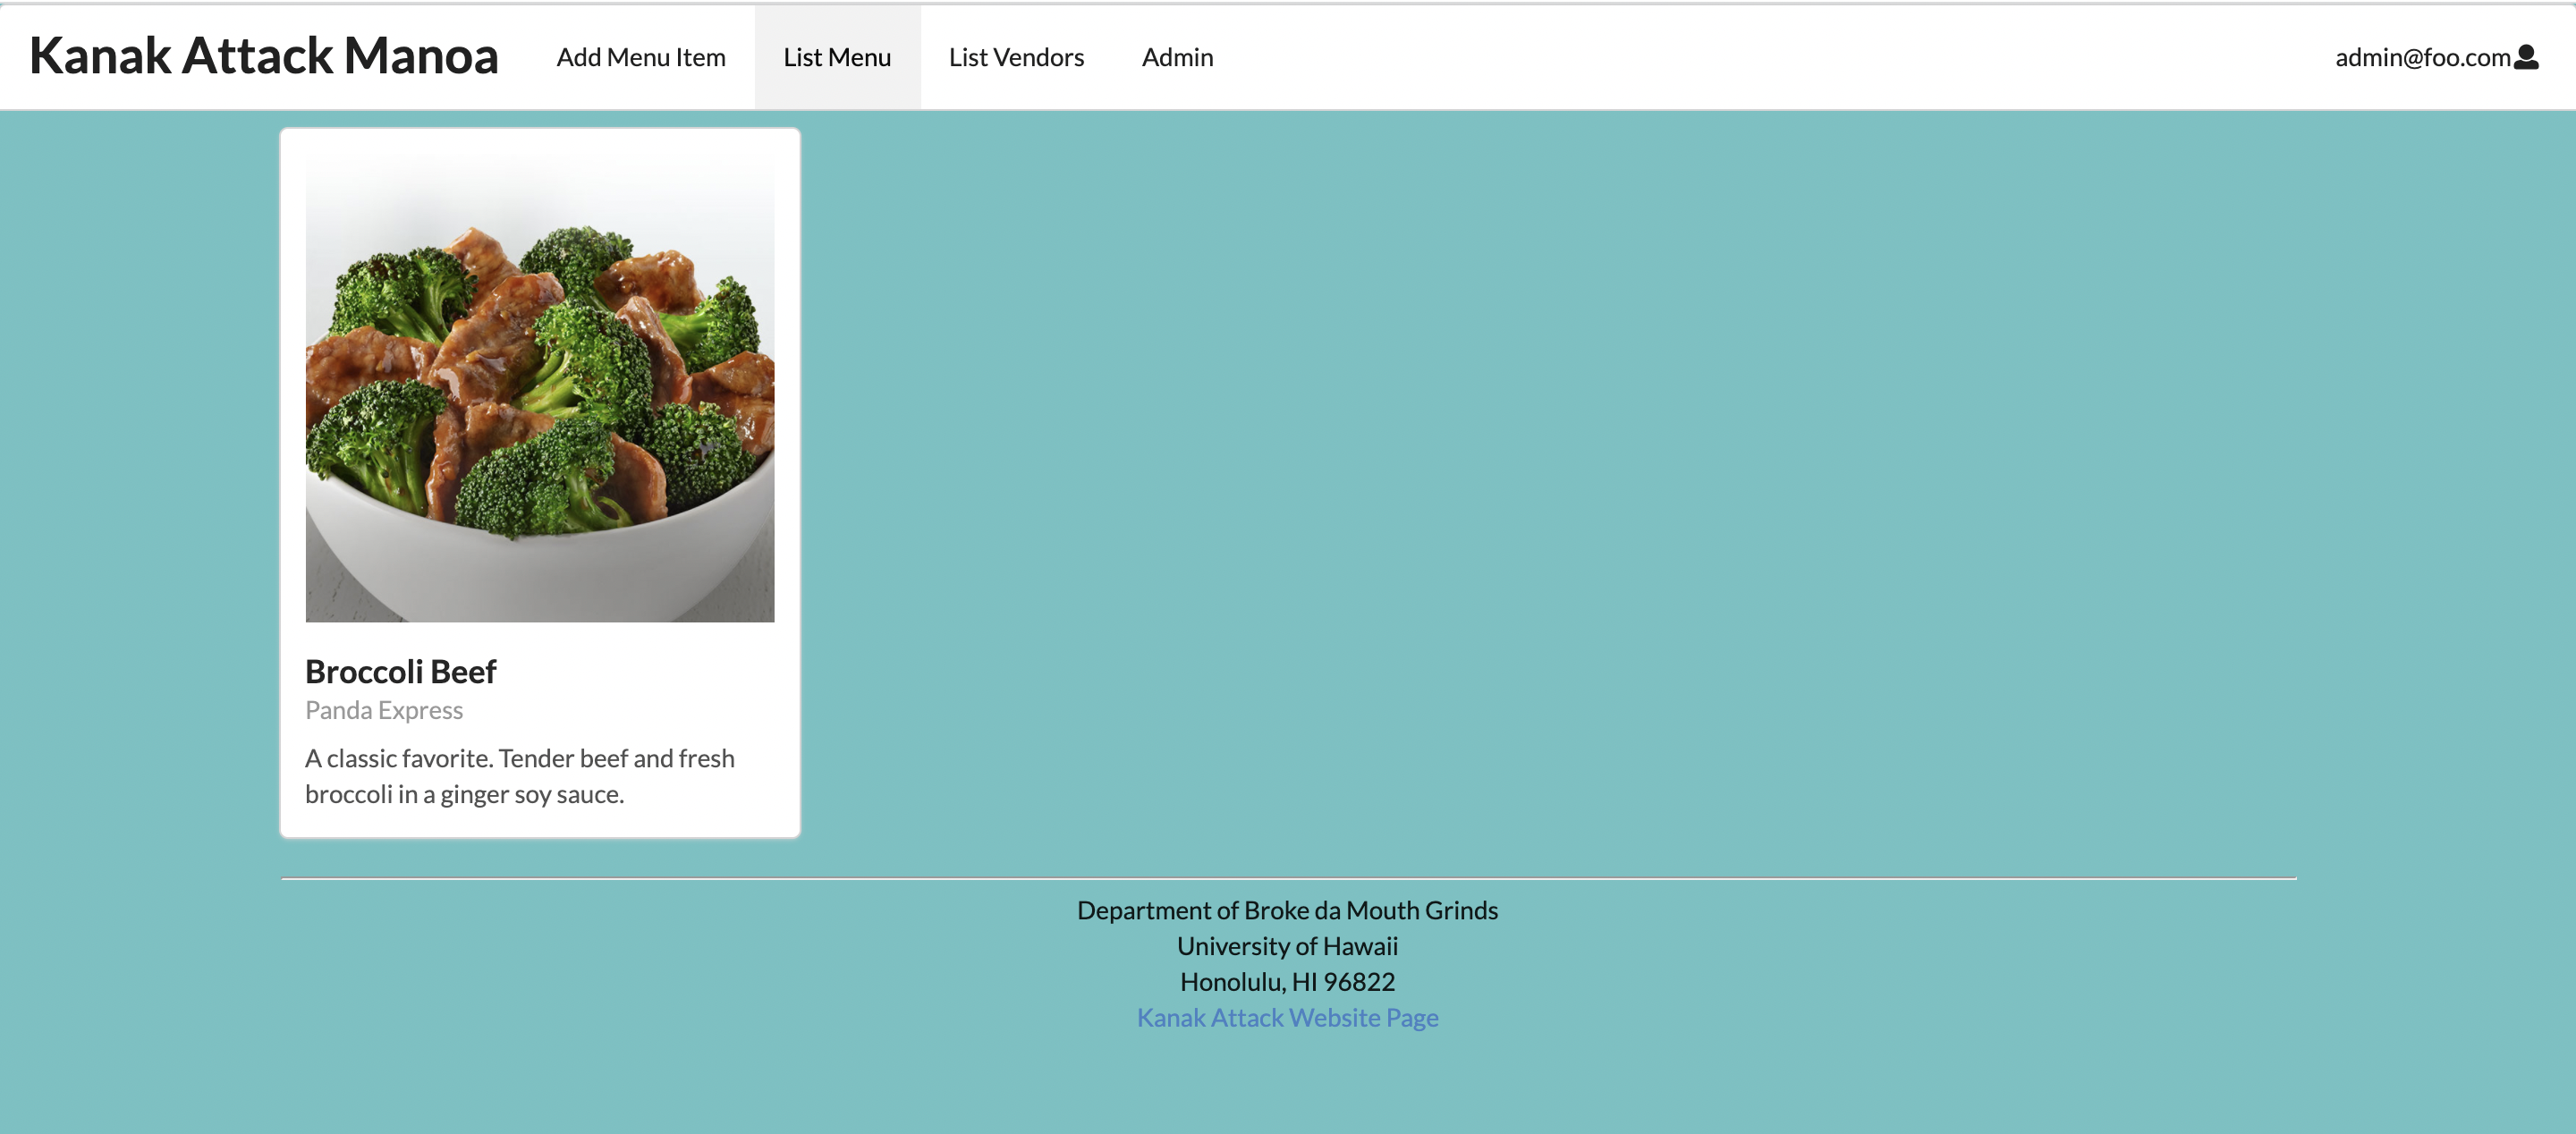 Kanak Attack Manoa Add Menu Item List Menu List Vendors Admin admin@foo.com
Broccoli Beef
Panda Express
A classic favorite. Tender beef and fresh
broccoli in a ginger soy sauce.
Department of Broke da Mouth Grinds
University of Hawaii
Honolulu, HI 96822
Kanak Attack Website Page